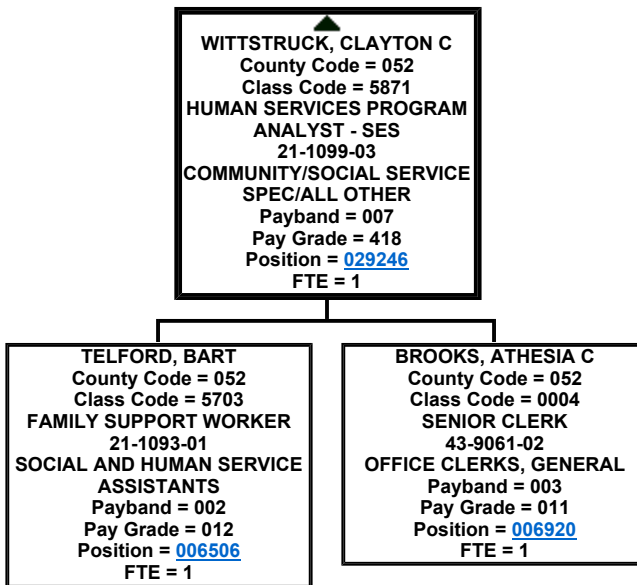 WITTSTRUCK, CLAYTON C
County Code = 052
Class Code = 5871
HUMAN SERVICES PROGRAM
ANALYST - SES
21-1099-03
COMMUNITY/SOCIAL SERVICE
SPEC/ALL OTHER
Payband = 007
Pay Grade = 418
Position = 029246
FTE = 1
TELFORD, BART
County Code = 052
Class Code = 5703
FAMILY SUPPORT WORKER
21-1093-01
SOCIAL AND HUMAN SERVICE
ASSISTANTS
Payband = 002
Pay Grade = 012
Position = 006506
FTE = 1
BROOKS, ATHESIA C
County Code = 052
Class Code = 0004
SENIOR CLERK
43-9061-02
OFFICE CLERKS, GENERAL
Payband = 003
Pay Grade = 011
Position = 006920
FTE = 1